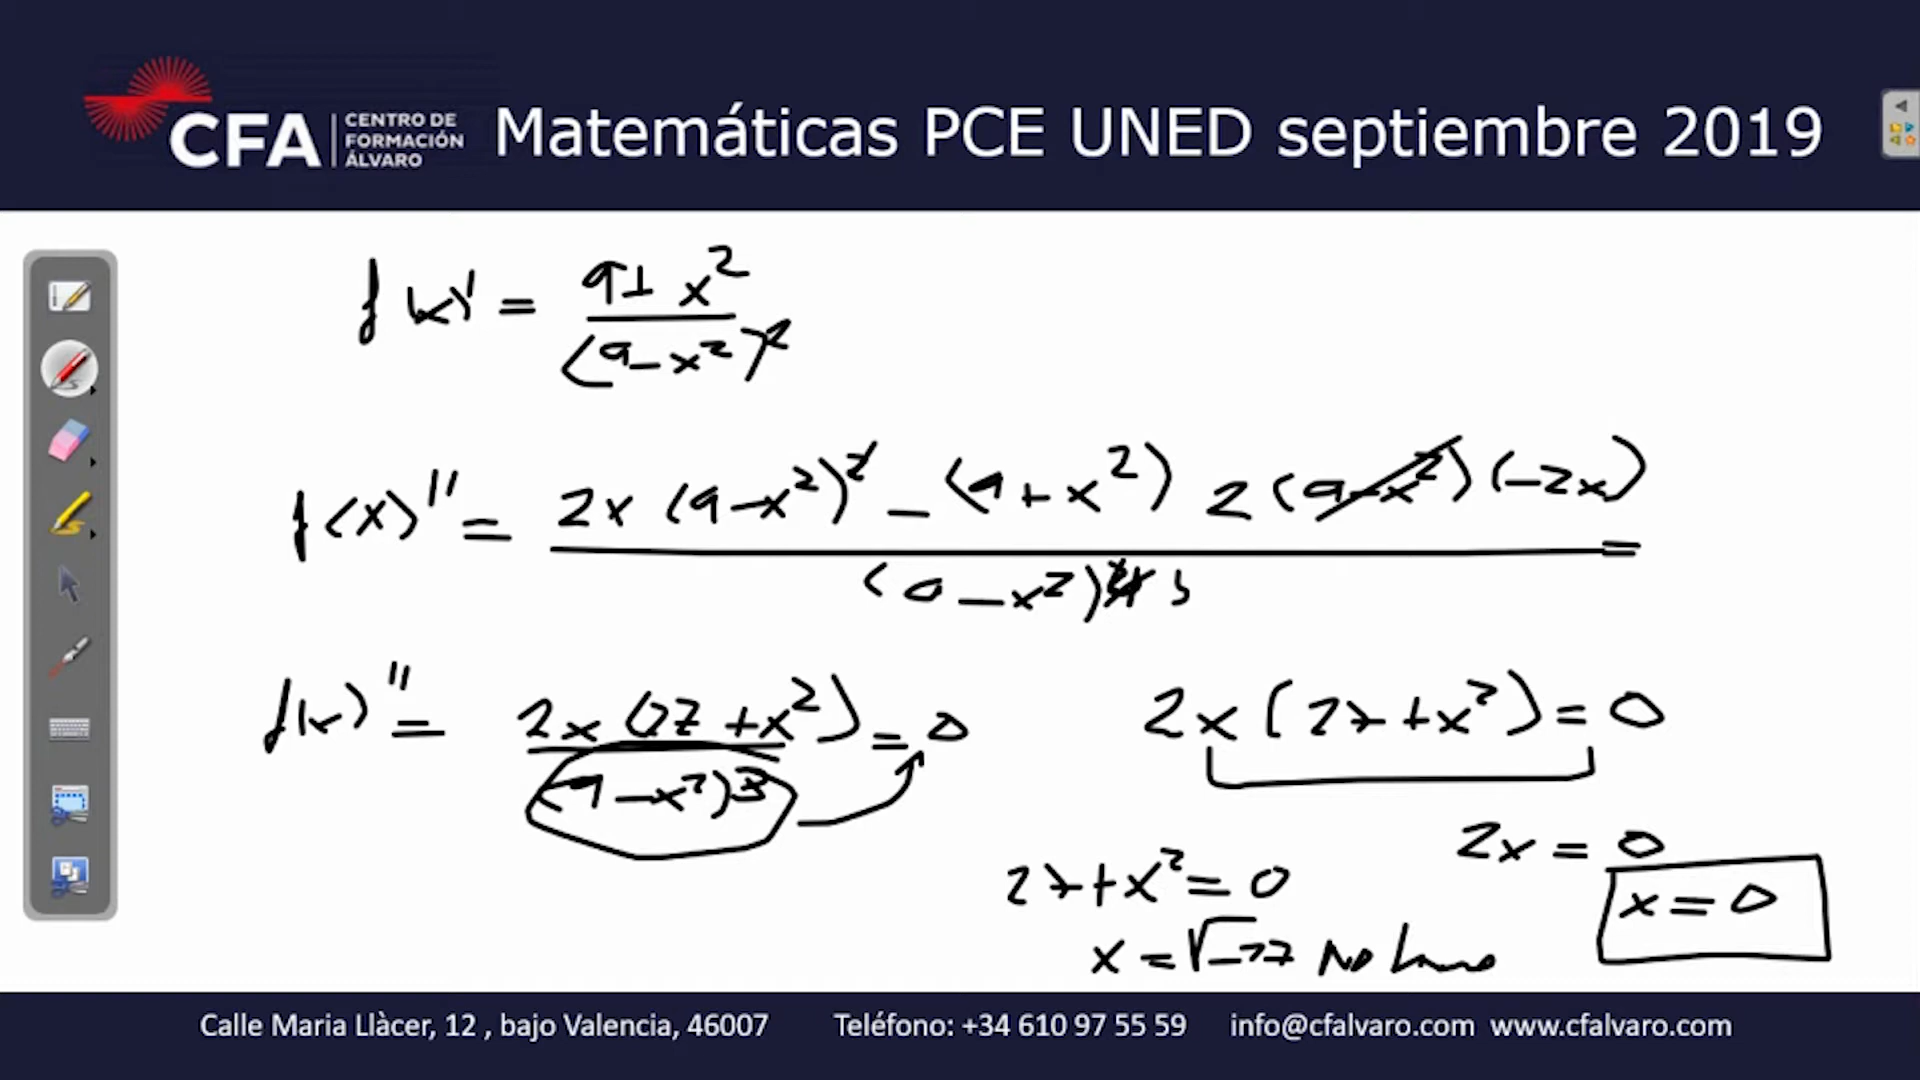 CFA
CENTRO DE
FORMACIÓN
ÁLVARO
Matemáticas PCE UNED septiembre 2019
f(x)' = (9 + x²) / (9 - x²)²
f(x)'' = (2x (9 - x²)² - (9 + x²) 2 (9 - x²) (-2x)) / (9 - x²)⁴ ³ =
f(x)'' = (2x (27 + x²)) / (9 - x²)³ = 0
2x (27 + x²) = 0
2x = 0
x = 0
27 + x² = 0
x = √-27 No
Calle Maria Llàcer, 12 , bajo Valencia, 46007 Teléfono: +34 610 97 55 59 info@cfalvaro.com www.cfalvaro.com